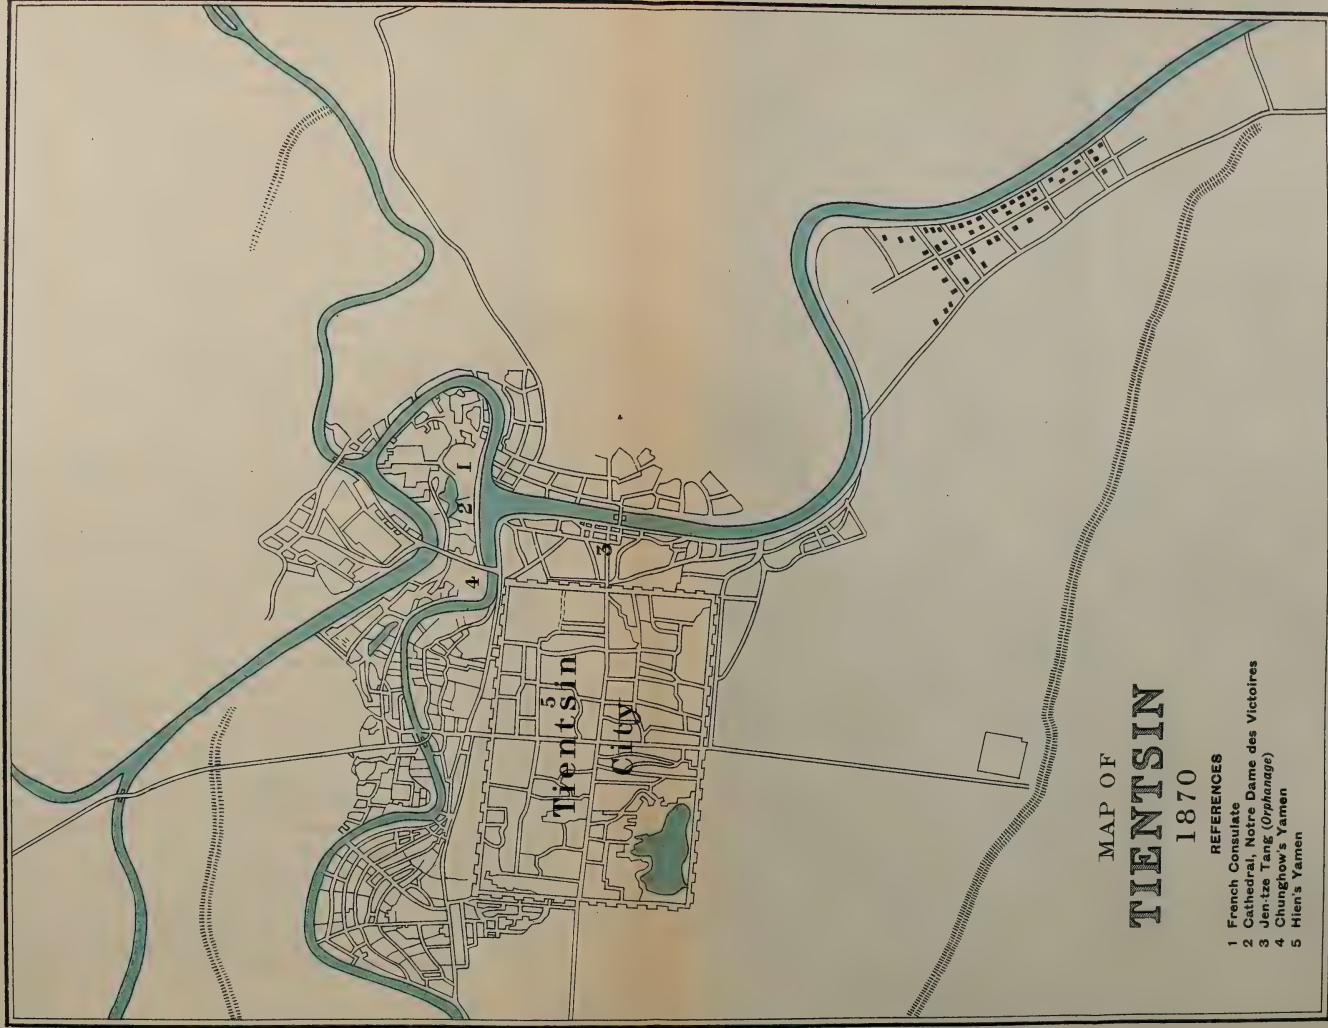 1
2
3
4
5
Tientsin
City
MAP OF
TIENTSIN
1870
REFERENCES
1 French Consulate
2 Cathedral, Notre Dame des Victoires
3 Jen-tze Tang (Orphanage)
4 Chunghow's Yamen
5 Hien's Yamen